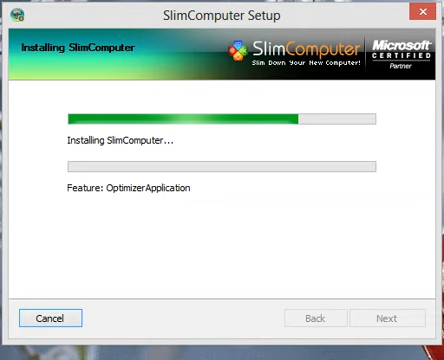 SlimComputer Setup
Installing SlimComputer
SlimComputer
Slim Down Your New Computer!
Microsoft
CERTIFIED
Partner
Installing SlimComputer...
Feature: OptimizerApplication
Cancel
Back
Next